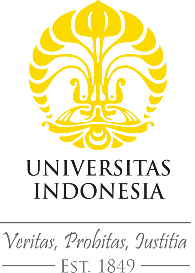 UNIVERSITAS
INDONESIA
Veritas, Probitas, Iustitia
EST. 1849